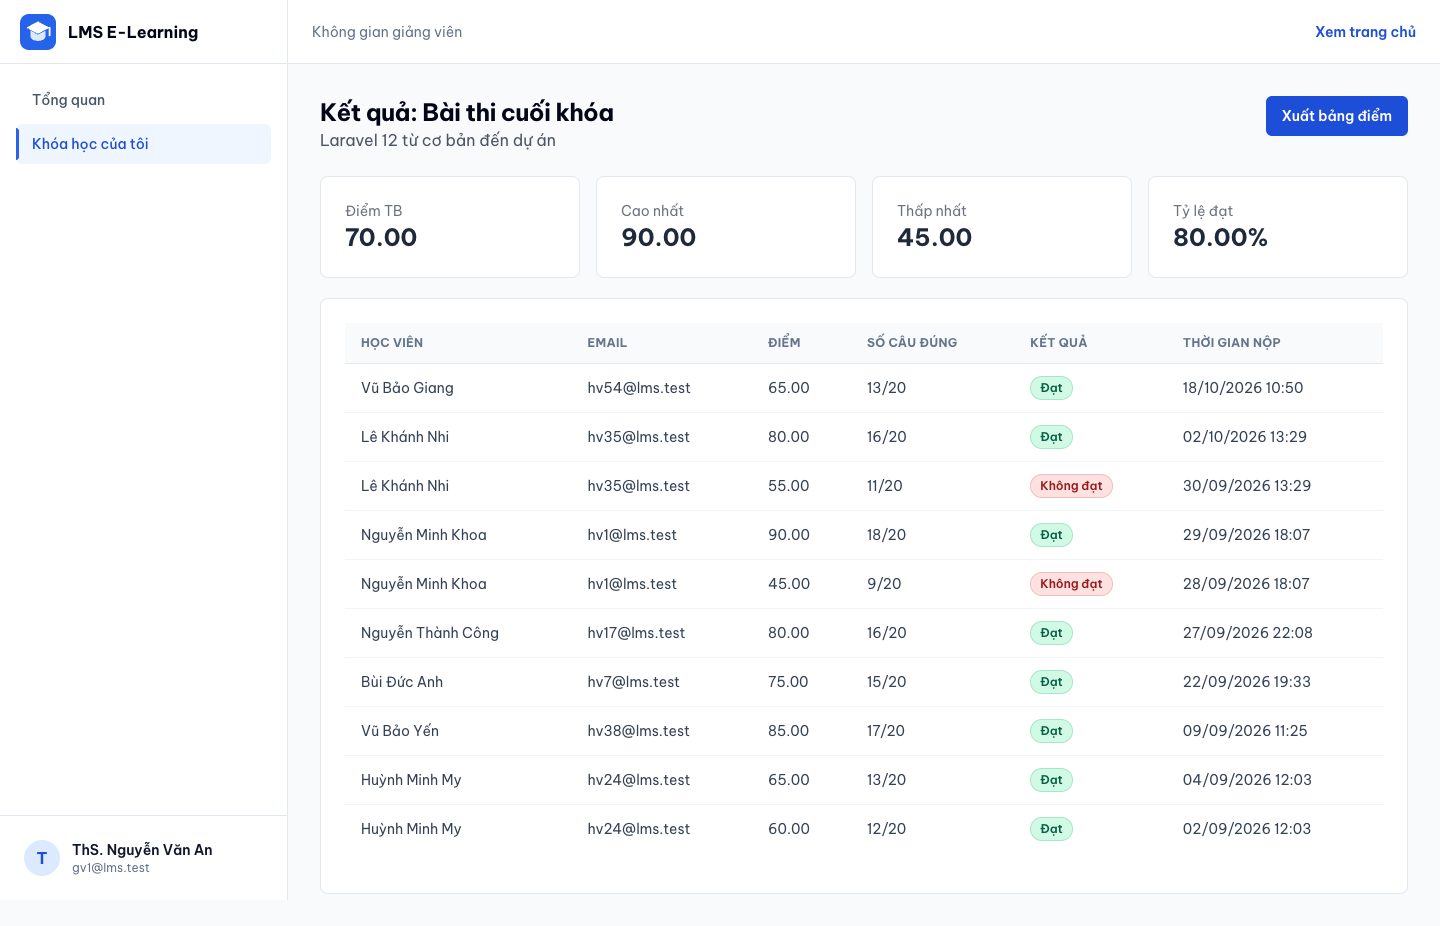 LMS E-Learning
Không gian giảng viên
Xem trang chủ
Tổng quan
Khóa học của tôi
Kết quả: Bài thi cuối khóa
Laravel 12 từ cơ bản đến dự án
Xuất bảng điểm
Điểm TB
70.00
Cao nhất
90.00
Thấp nhất
45.00
Tỷ lệ đạt
80.00%
HỌC VIÊN EMAIL ĐIỂM SỐ CÂU ĐÚNG KẾT QUẢ THỜI GIAN NỘP
Vũ Bảo Giang hv54@lms.test 65.00 13/20 Đạt 18/10/2026 10:50
Lê Khánh Nhi hv35@lms.test 80.00 16/20 Đạt 02/10/2026 13:29
Lê Khánh Nhi hv35@lms.test 55.00 11/20 Không đạt 30/09/2026 13:29
Nguyễn Minh Khoa hv1@lms.test 90.00 18/20 Đạt 29/09/2026 18:07
Nguyễn Minh Khoa hv1@lms.test 45.00 9/20 Không đạt 28/09/2026 18:07
Nguyễn Thành Công hv17@lms.test 80.00 16/20 Đạt 27/09/2026 22:08
Bùi Đức Anh hv7@lms.test 75.00 15/20 Đạt 22/09/2026 19:33
Vũ Bảo Yến hv38@lms.test 85.00 17/20 Đạt 09/09/2026 11:25
Huỳnh Minh My hv24@lms.test 65.00 13/20 Đạt 04/09/2026 12:03
Huỳnh Minh My hv24@lms.test 60.00 12/20 Đạt 02/09/2026 12:03
T
ThS. Nguyễn Văn An
gv1@lms.test